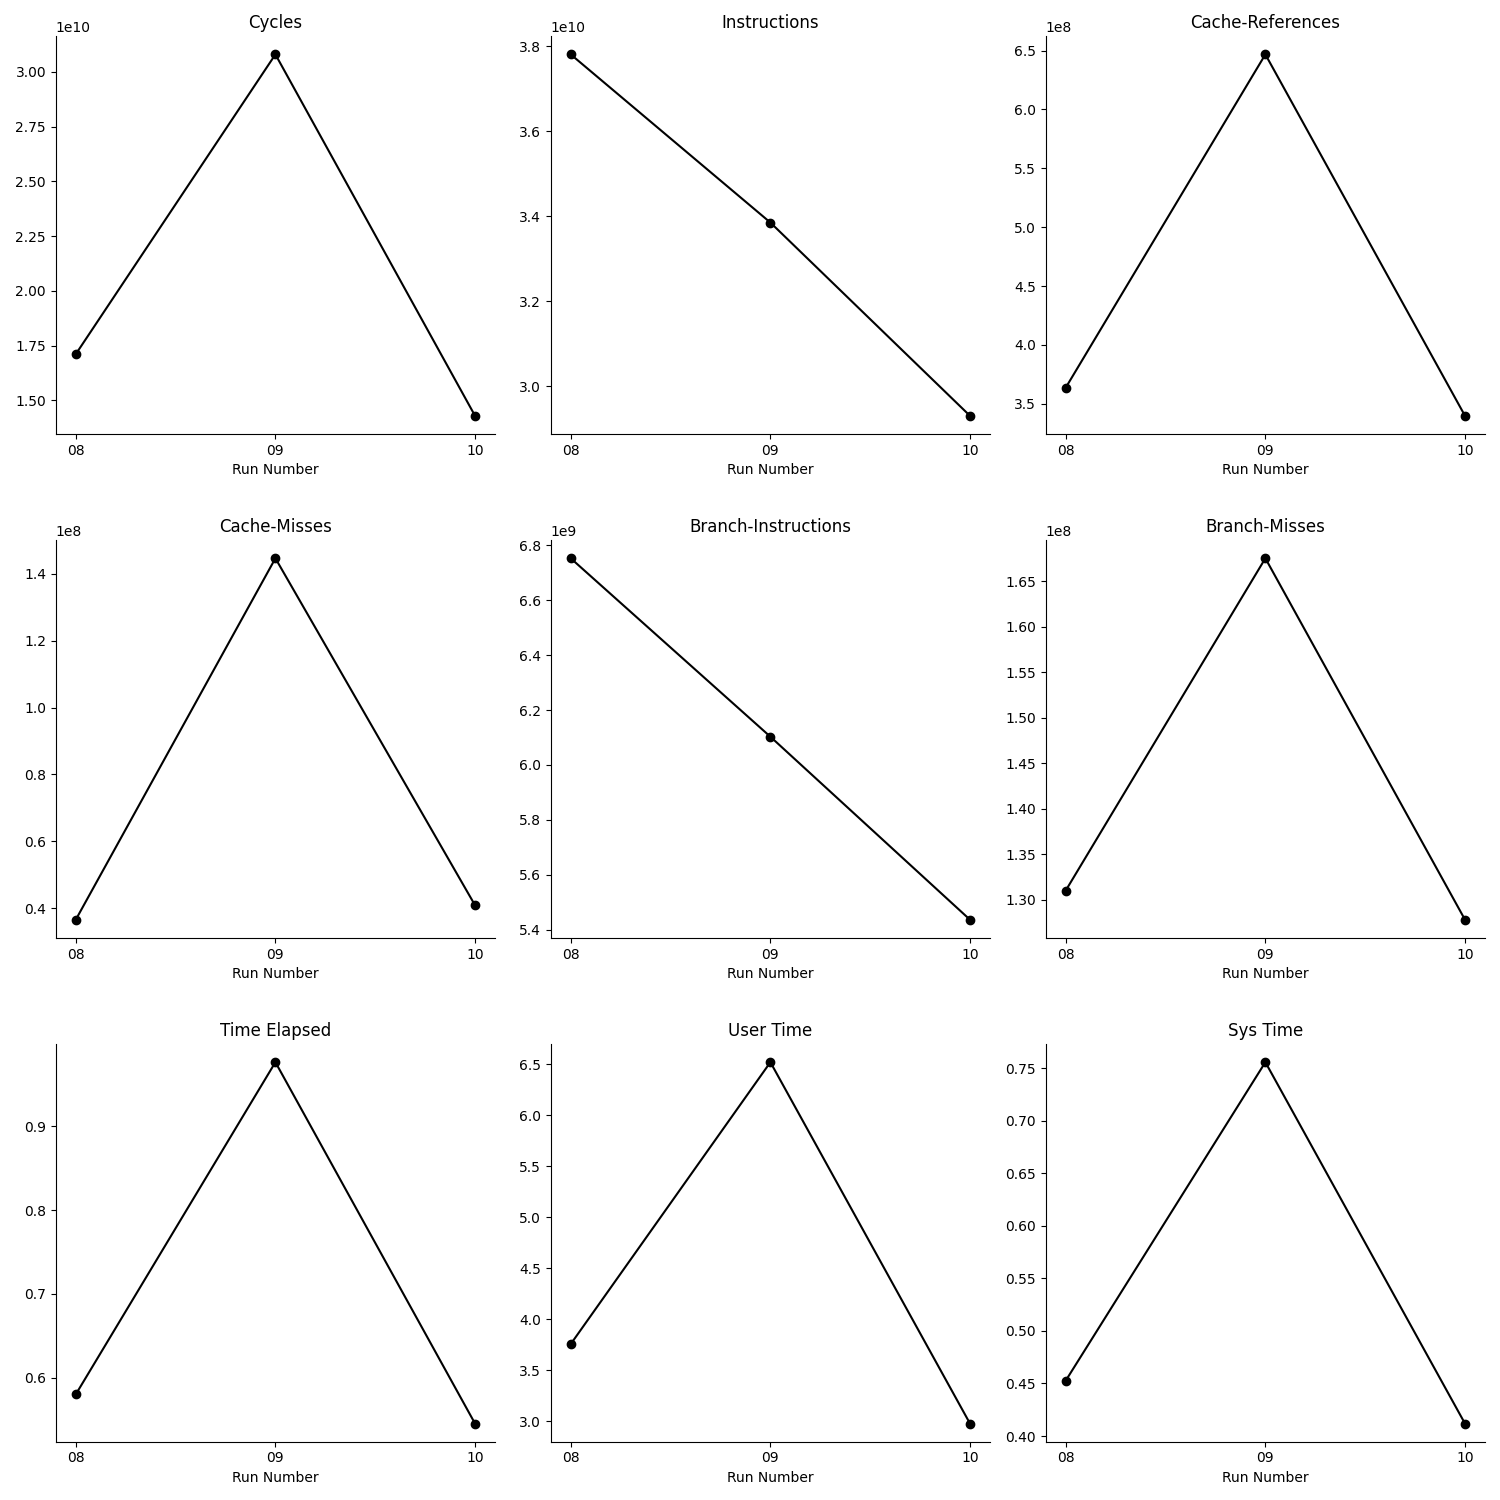 Cycles
1e10
3.00
2.75
2.50
2.25
2.00
1.75
1.50
08 09 10
Run Number
Instructions
1e10
3.8
3.6
3.4
3.2
3.0
08 09 10
Run Number
Cache-References
1e8
6.5
6.0
5.5
5.0
4.5
4.0
3.5
08 09 10
Run Number
Cache-Misses
1e8
1.4
1.2
1.0
0.8
0.6
0.4
08 09 10
Run Number
Branch-Instructions
1e9
6.8
6.6
6.4
6.2
6.0
5.8
5.6
5.4
08 09 10
Run Number
Branch-Misses
1e8
1.65
1.60
1.55
1.50
1.45
1.40
1.35
1.30
08 09 10
Run Number
Time Elapsed
0.9
0.8
0.7
0.6
08 09 10
Run Number
User Time
6.5
6.0
5.5
5.0
4.5
4.0
3.5
3.0
08 09 10
Run Number
Sys Time
0.75
0.70
0.65
0.60
0.55
0.50
0.45
0.40
08 09 10
Run Number